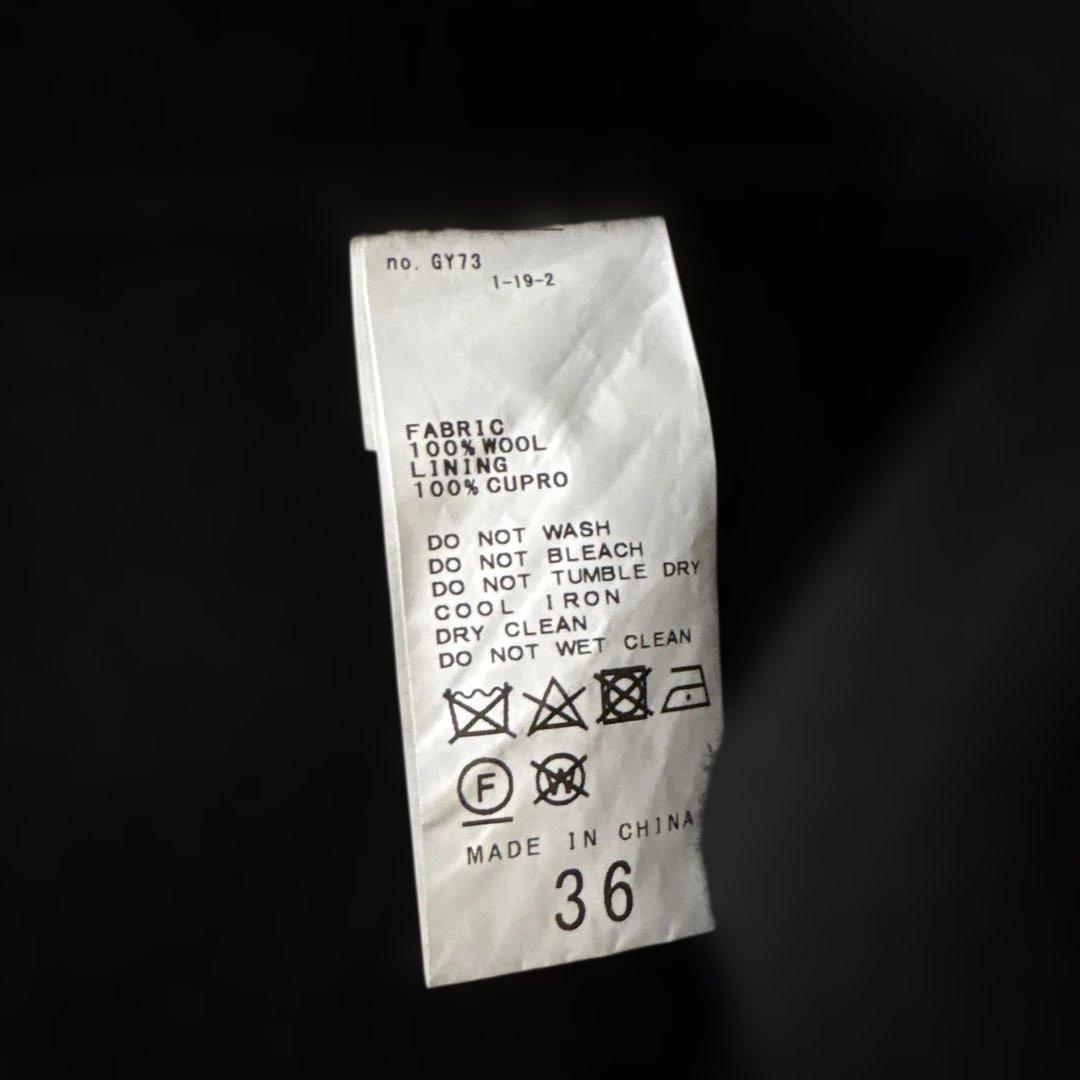 no. GY73
1-19-2
FABRIC
100% WOOL
LINING
100% CUPRO
DO NOT WASH
DO NOT BLEACH
DO NOT TUMBLE DRY
COOL IRON
DRY CLEAN
DO NOT WET CLEAN
F W
MADE IN CHINA
36